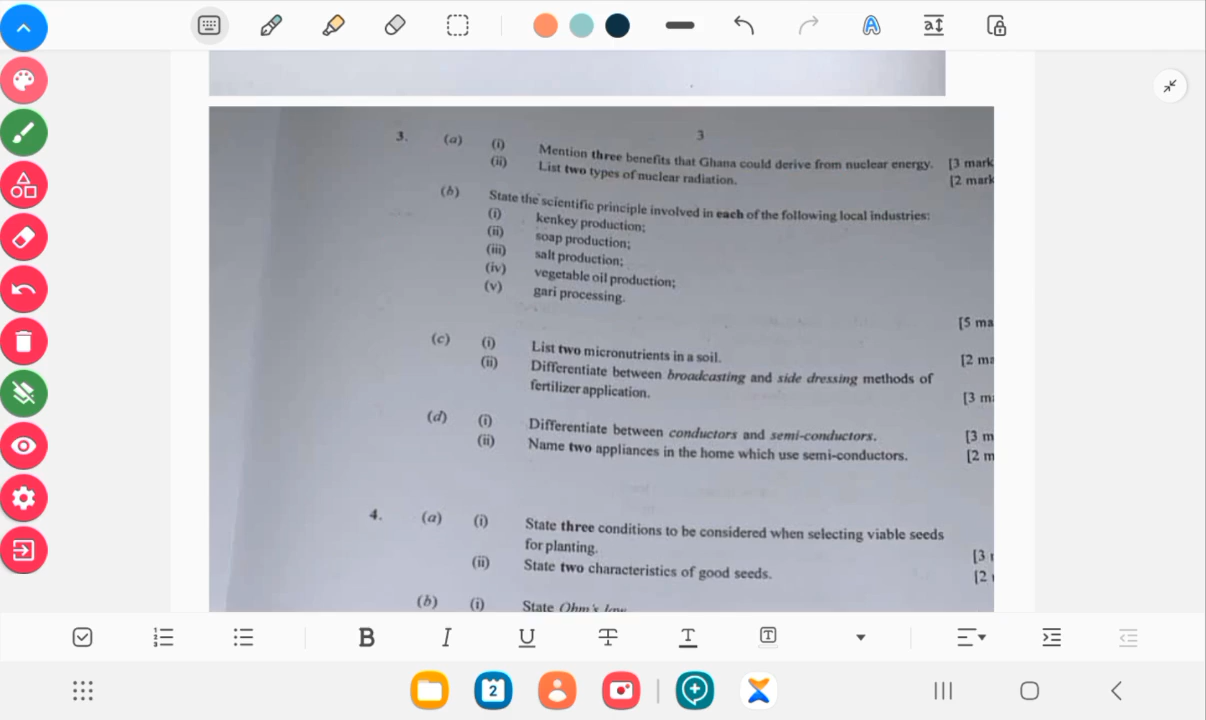 3
3. (a) (i) Mention three benefits that Ghana could derive from nuclear energy. [3 mark
(ii) List two types of nuclear radiation. [2 mark
(b) State the scientific principle involved in each of the following local industries:
(i) kenkey production;
(ii) soap production;
(iii) salt production;
(iv) vegetable oil production;
(v) gari processing.
[5 ma
(c) (i) List two micronutrients in a soil. [2 ma
(ii) Differentiate between broadcasting and side dressing methods of
fertilizer application. [3 ma
(d) (i) Differentiate between conductors and semi-conductors. [3 m
(ii) Name two appliances in the home which use semi-conductors. [2 m
4. (a) (i) State three conditions to be considered when selecting viable seeds
for planting. [3
(ii) State two characteristics of good seeds. [2
(b) (i) State Ohm's law
B I U T T T
2